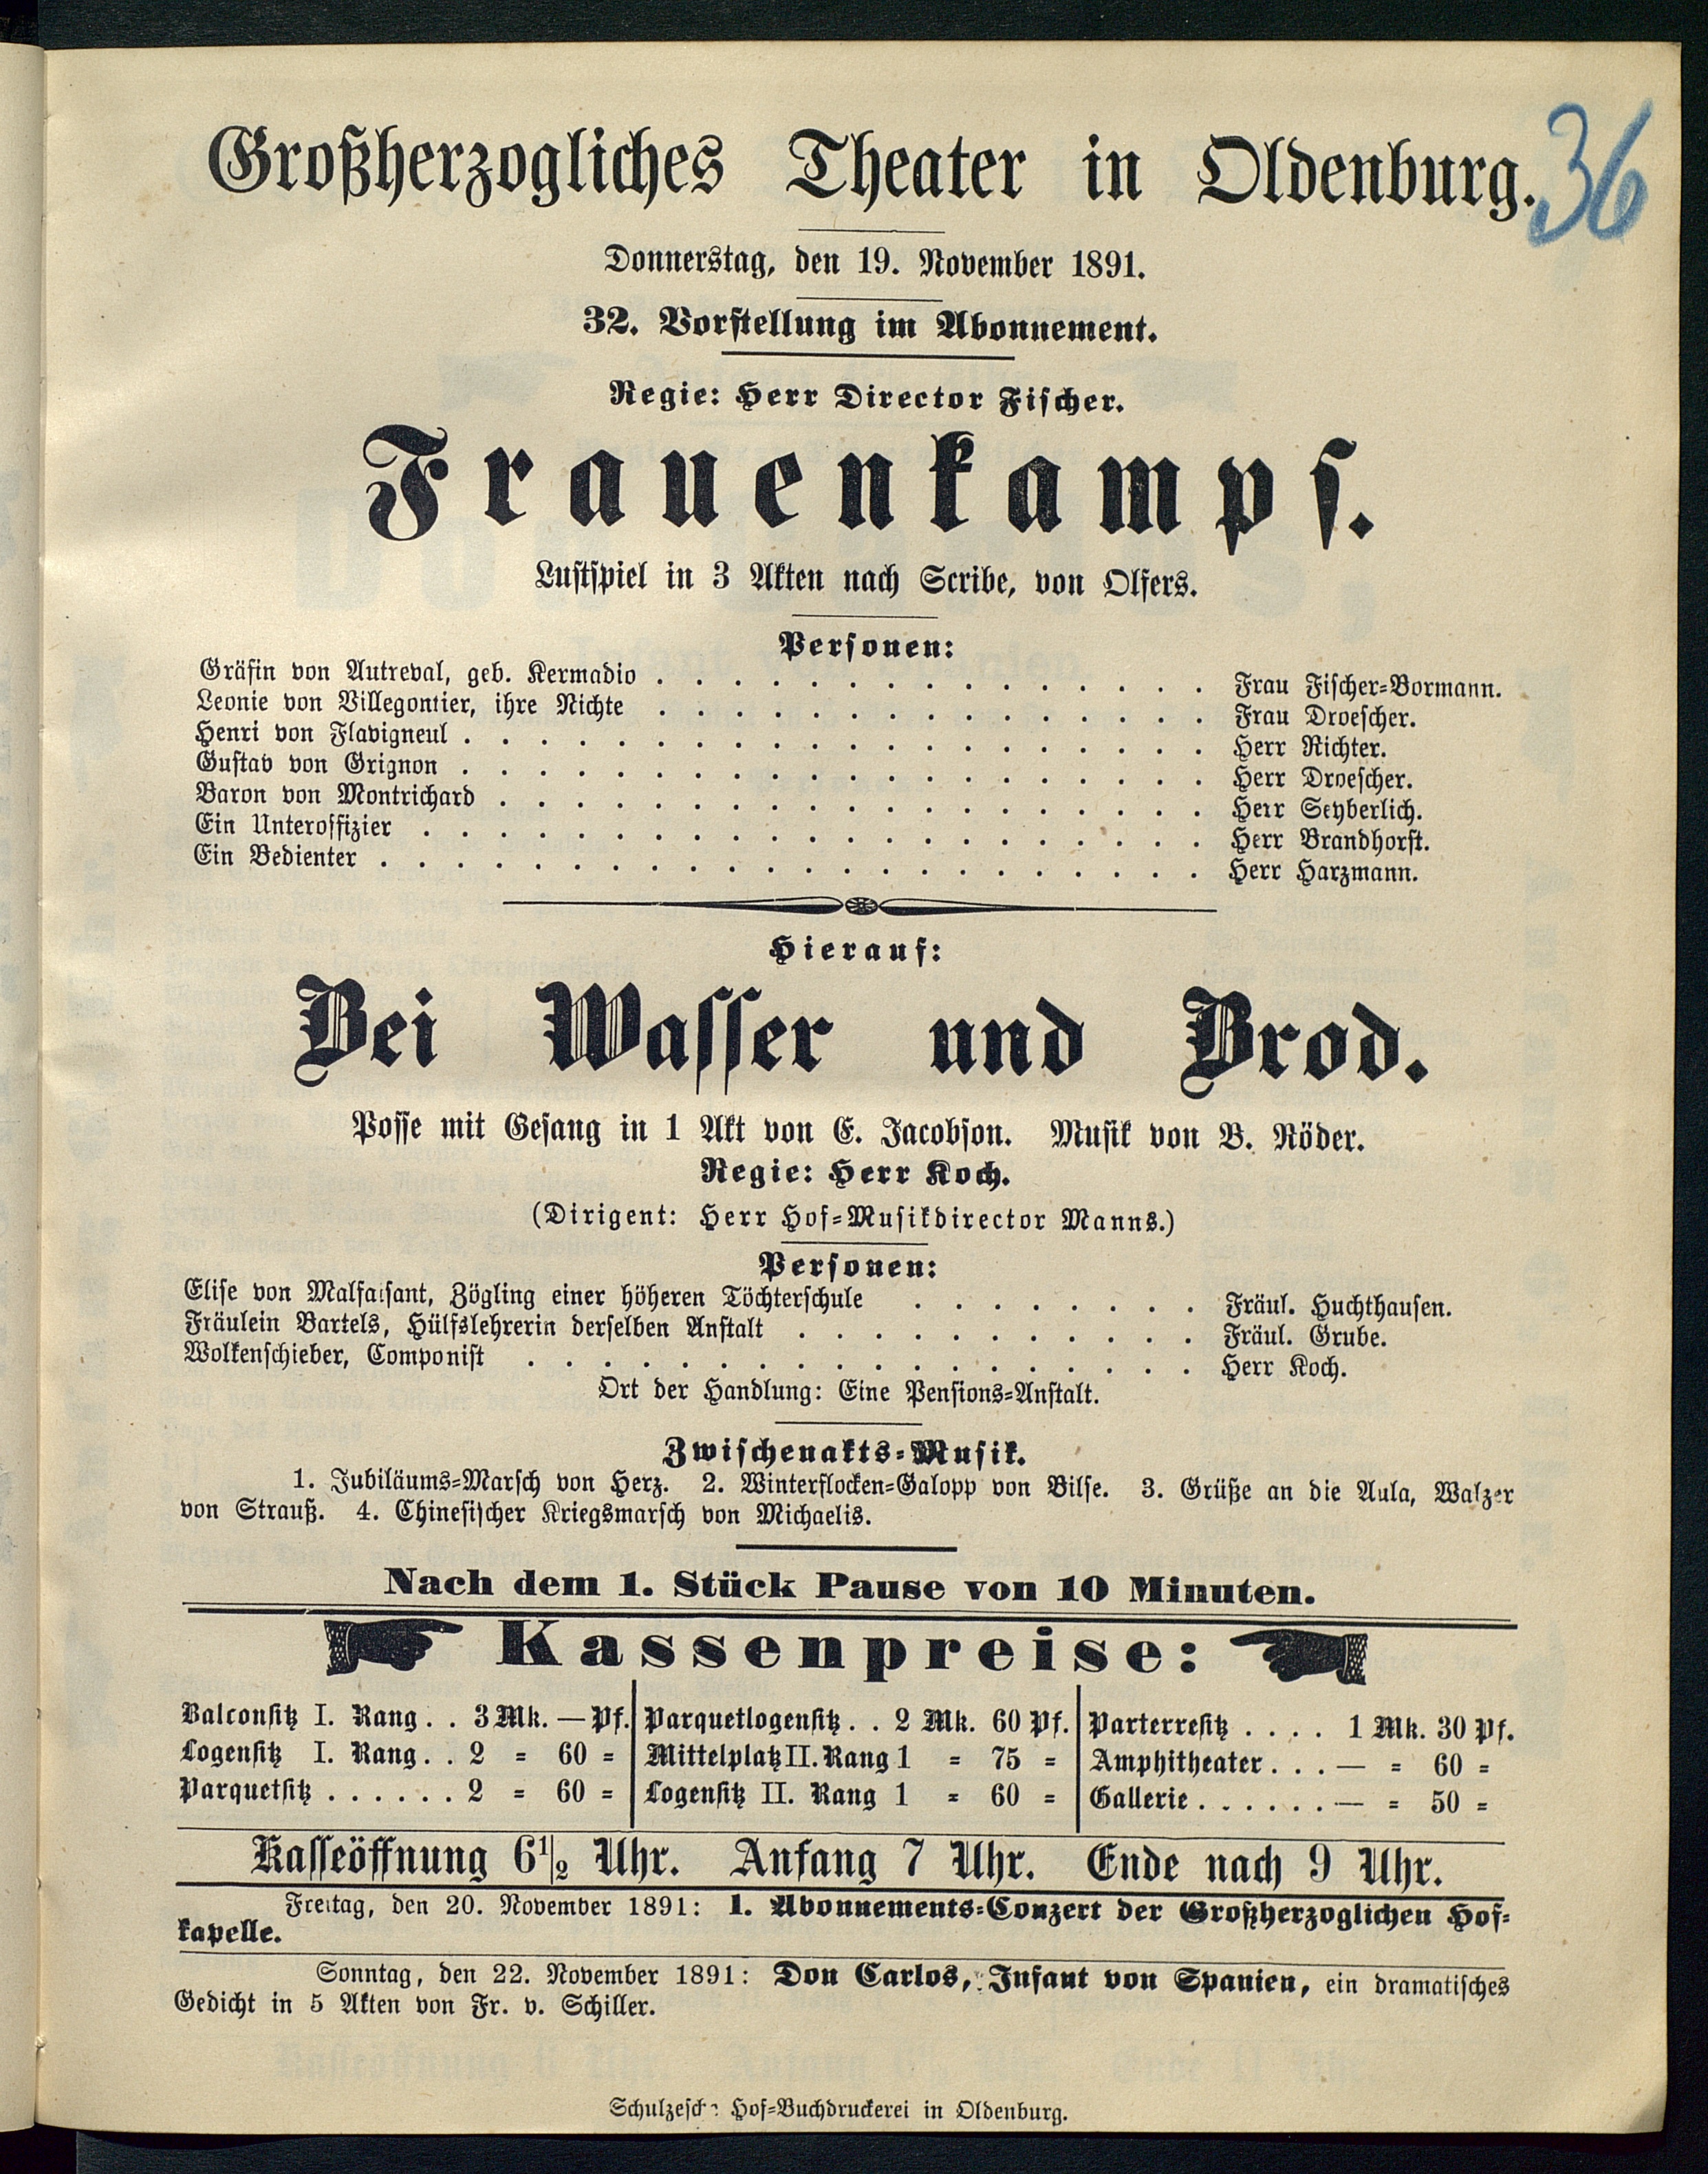 Großherzogliches Theater in Oldenburg.
36
Donnerstag, den 19. November 1891.
32. Vorstellung im Abonnement.
Regie: Herr Director Fischer.
Frauenkampf.
Lustspiel in 3 Akten nach Scribe, von Olfers.
Personen:
Gräfin von Autreval, geb. Kermadio . . . . . . . . . . . . . . . Frau Fischer-Bormann.
Leonie von Villegontier, ihre Nichte . . . . . . . . . . . . . . . Frau Droescher.
Henri von Flavigneul . . . . . . . . . . . . . . . . . . . . Herr Richter.
Gustav von Grignon . . . . . . . . . . . . . . . . . . . . Herr Droescher.
Baron von Montrichard . . . . . . . . . . . . . . . . . . . Herr Seyberlich.
Ein Unteroffizier . . . . . . . . . . . . . . . . . . . . . Herr Brandhorst.
Ein Bedienter . . . . . . . . . . . . . . . . . . . . . . Herr Harzmann.
Hierauf:
Bei Wasser und Brod.
Posse mit Gesang in 1 Akt von E. Jacobson. Musik von B. Röder.
Regie: Herr Koch.
(Dirigent: Herr Hof-Musikdirector Manns.)
Personen:
Elise von Malfaisant, Zögling einer höheren Töchterschule . . . . . . . . Fräul. Huchthausen.
Fräulein Bartels, Hülfslehrerin derselben Anstalt . . . . . . . . . . . Fräul. Grube.
Wolkenschieber, Componist . . . . . . . . . . . . . . . . . . Herr Koch.
Ort der Handlung: Eine Pensions-Anstalt.
Zwischenakts-Musik.
1. Jubiläums-Marsch von Herz. 2. Winterflocken-Galopp von Bilse. 3. Grüße an die Aula, Walzer
von Strauß. 4. Chinesischer Kriegsmarsch von Michaelis.
Nach dem 1. Stück Pause von 10 Minuten.
Kassenpreise:
Balconsitz I. Rang . . 3 Mk. — Pf. Parquetlogensitz . . 2 Mk. 60 Pf. Parterresitz . . . . 1 Mk. 30 Pf.
Logensitz I. Rang . . 2 = 60 = Mittelplatz II. Rang 1 = 75 = Amphitheater . . . — = 60 =
Parquetsitz . . . . . . 2 = 60 = Logensitz II. Rang 1 = 60 = Gallerie . . . . . . — = 50 =
Kasseöffnung 6 1/2 Uhr. Anfang 7 Uhr. Ende nach 9 Uhr.
Freitag, den 20. November 1891: 1. Abonnements-Conzert der Großherzoglichen Hof-
kapelle.
Sonntag, den 22. November 1891: Don Carlos, Infant von Spanien, ein dramatisches
Gedicht in 5 Akten von Fr. v. Schiller.
Schulzesche Hof-Buchdruckerei in Oldenburg.